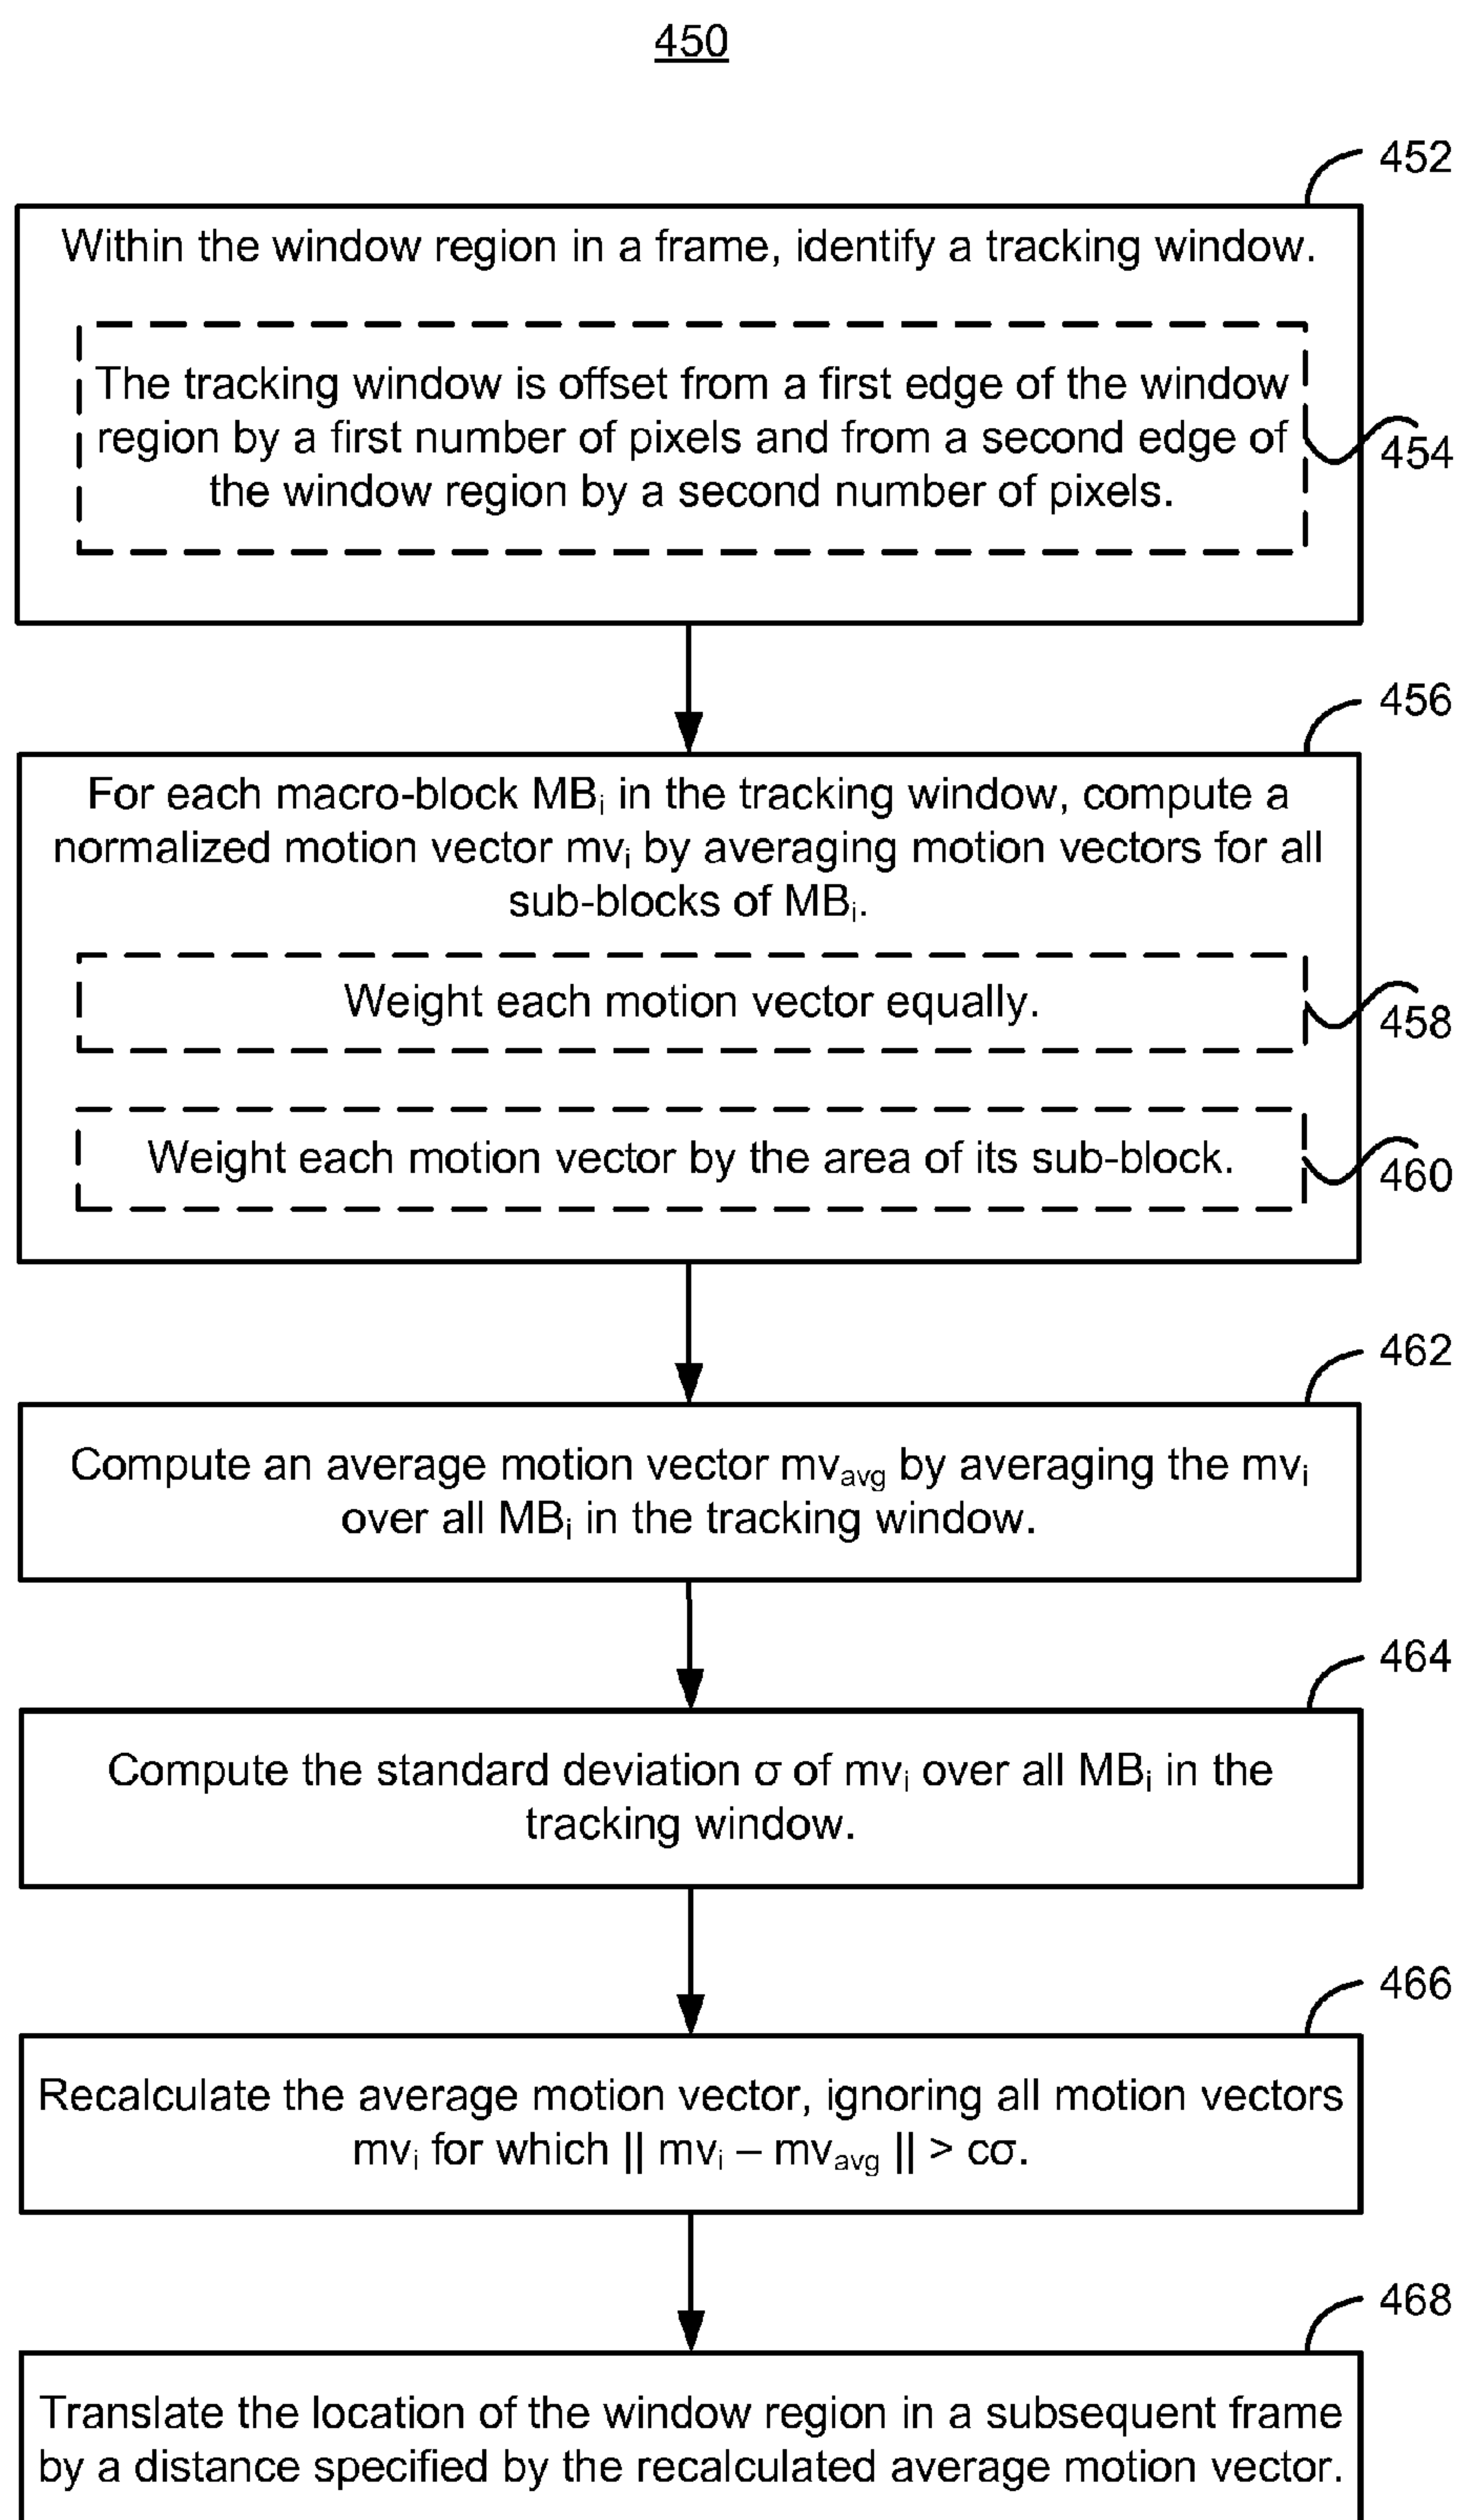 450
452
Within the window region in a frame, identify a tracking window.
The tracking window is offset from a first edge of the window
region by a first number of pixels and from a second edge of
the window region by a second number of pixels.
454
456
For each macro-block MBᵢ in the tracking window, compute a
normalized motion vector mvᵢ by averaging motion vectors for all
sub-blocks of MBᵢ.
Weight each motion vector equally.
458
Weight each motion vector by the area of its sub-block.
460
462
Compute an average motion vector mv_avg by averaging the mvᵢ
over all MBᵢ in the tracking window.
464
Compute the standard deviation σ of mvᵢ over all MBᵢ in the
tracking window.
466
Recalculate the average motion vector, ignoring all motion vectors
mvᵢ for which || mvᵢ – mv_avg || > cσ.
468
Translate the location of the window region in a subsequent frame
by a distance specified by the recalculated average motion vector.